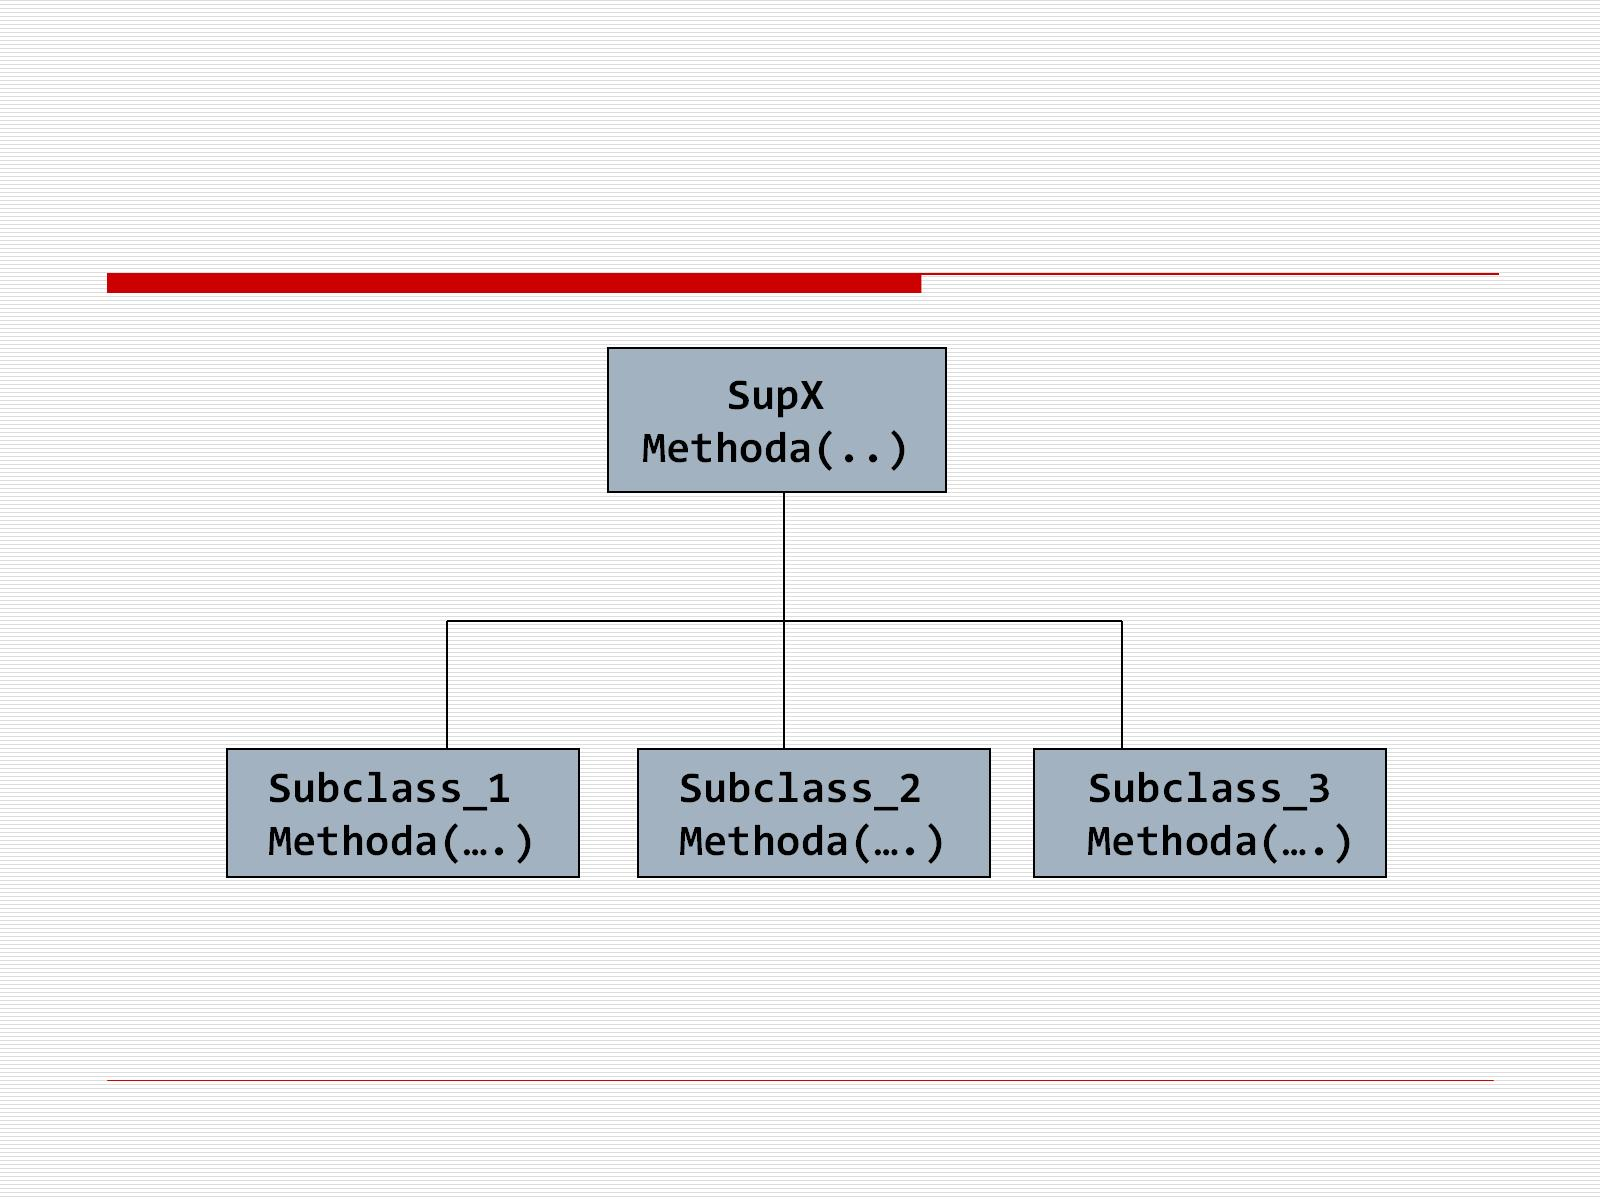 SupX
Methoda(..)
Subclass_1
Methoda(….)
Subclass_2
Methoda(….)
Subclass_3
Methoda(….)